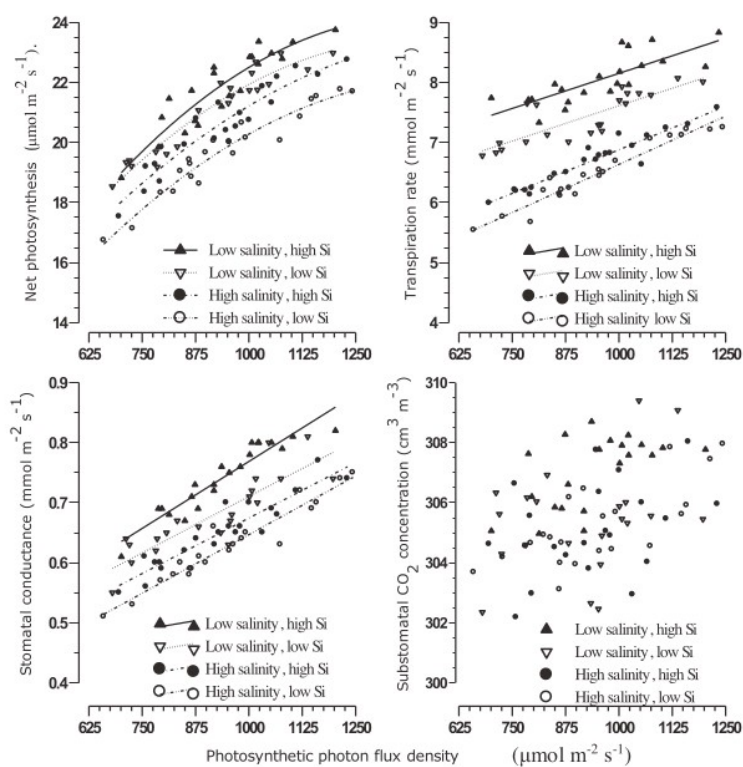 Net photosynthesis (µmol m⁻² s⁻¹).
24
22
20
18
16
14
625 750 875 1000 1125 1250
Low salinity, high Si
Low salinity, low Si
High salinity, high Si
High salinity, low Si
Transpiration rate (mmol m⁻² s⁻¹)
9
8
7
6
5
4
625 750 875 1000 1125 1250
Low salinity, high Si
Low salinity, low Si
High salinity, high Si
High salinity low Si
Stomatal conductance (mmol m⁻² s⁻¹)
0.9
0.8
0.7
0.6
0.5
0.4
625 750 875 1000 1125 1250
Low salinity, high Si
Low salinity, low Si
High salinity, high Si
High salinity, low Si
Substomatal CO₂ concentration (cm³ m⁻³)
310
308
306
304
302
300
625 750 875 1000 1125 1250
Low salinity, high Si
Low salinity, low Si
High salinity, high Si
High salinity, low Si
Photosynthetic photon flux density (µmol m⁻² s⁻¹)